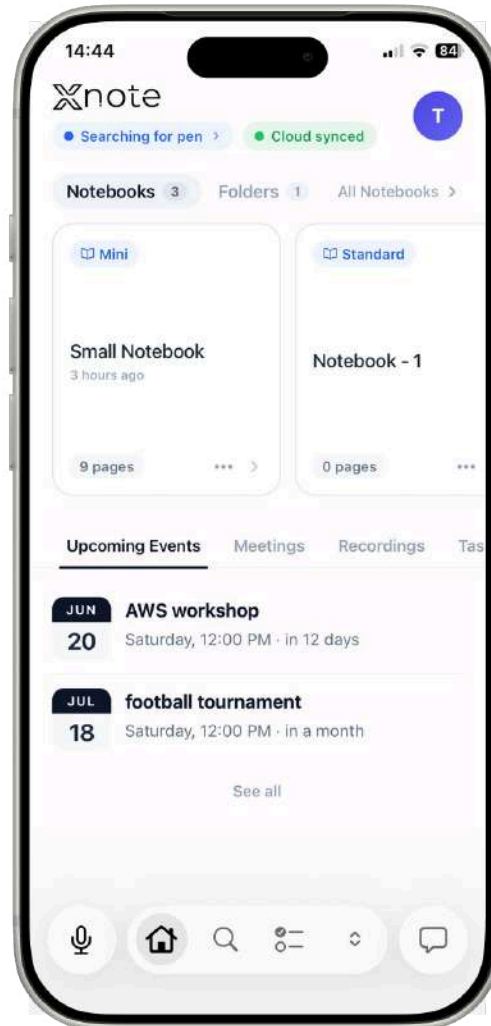 14:44
84
Xnote
Searching for pen
Cloud synced
T
Notebooks 3
Folders 1
All Notebooks
Mini
Small Notebook
3 hours ago
9 pages
Standard
Notebook - 1
0 pages
Upcoming Events
Meetings
Recordings
Tas
JUN
20
AWS workshop
Saturday, 12:00 PM · in 12 days
JUL
18
football tournament
Saturday, 12:00 PM · in a month
See all